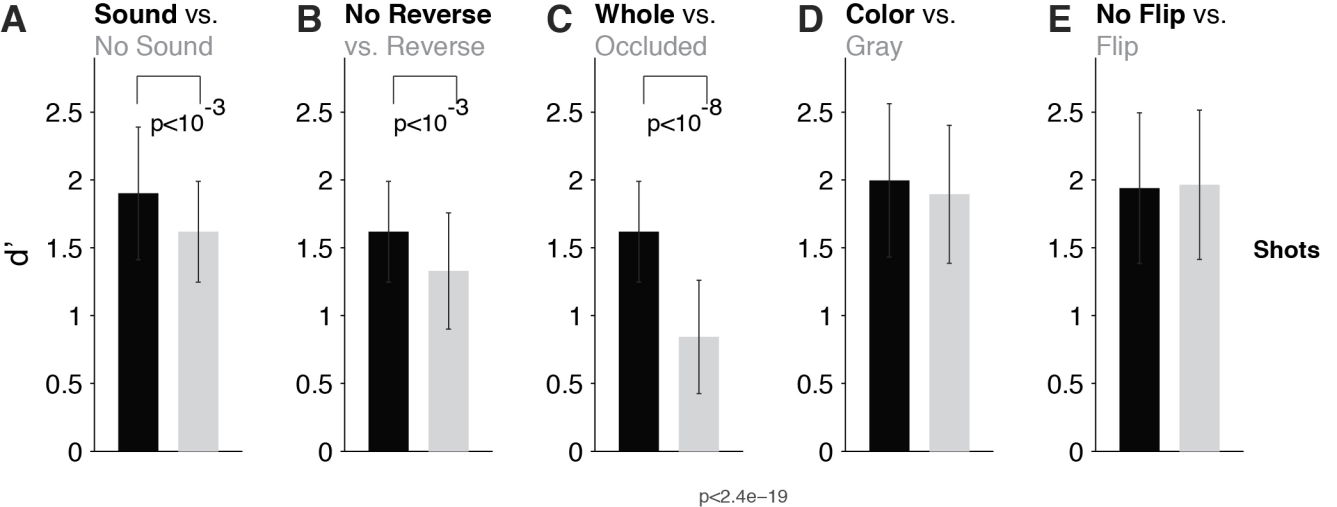 A Sound vs. B No Reverse C Whole vs. D Color vs. E No Flip vs.
No Sound vs. Reverse Occluded Gray Flip
p<10-3 p<10-3 p<10-8
2.5 2.5 2.5 2.5 2.5
2 2 2 2 2
d' 1.5 1.5 1.5 1.5 1.5 Shots
1 1 1 1 1
0.5 0.5 0.5 0.5 0.5
0 0 0 0 0
p<2.4e−19